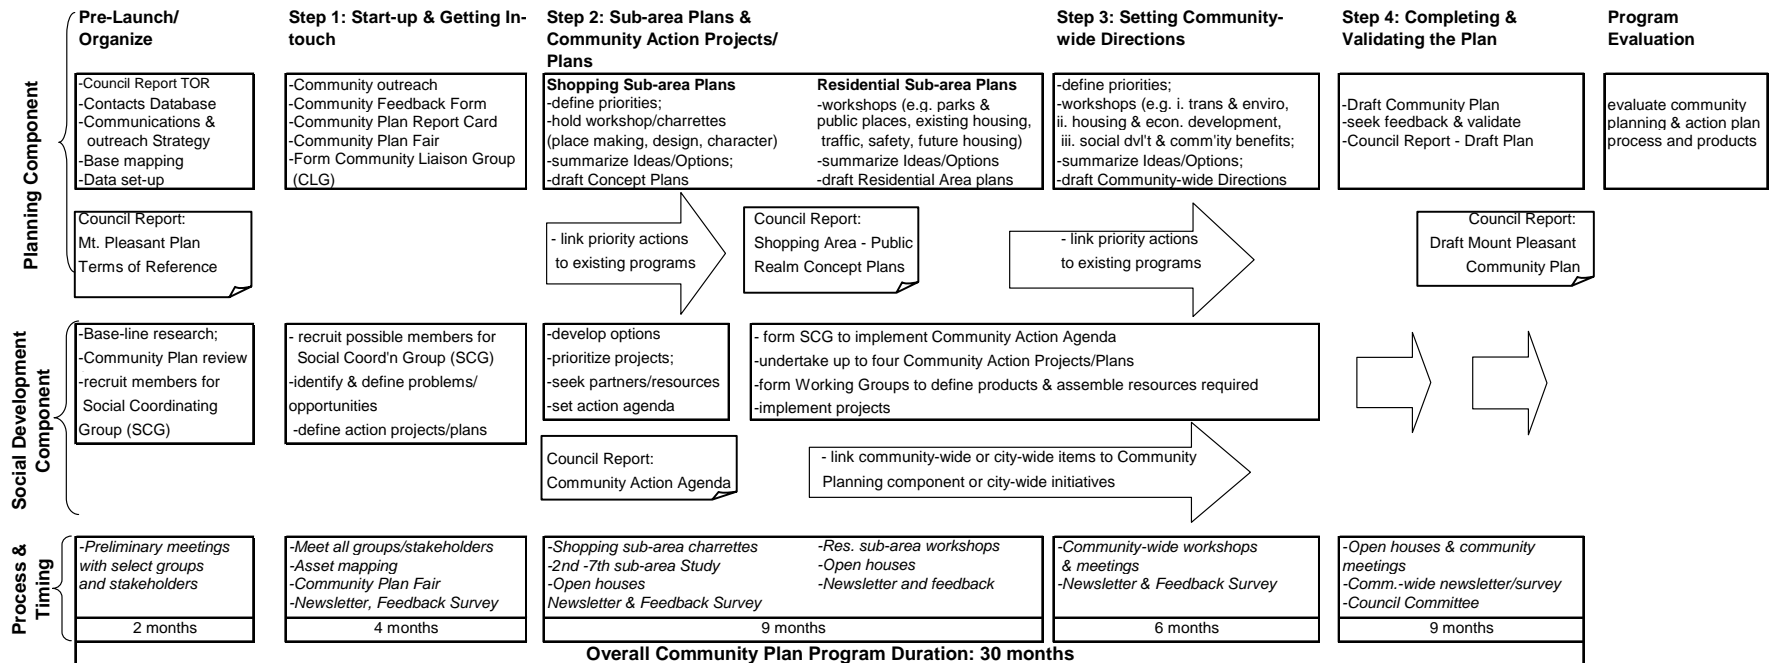 Pre-Launch/
Organize
Step 1: Start-up & Getting In-
touch
Step 2: Sub-area Plans &
Community Action Projects/
Plans
Step 3: Setting Community-
wide Directions
Step 4: Completing &
Validating the Plan
Program
Evaluation
Planning Component
-Council Report TOR
-Contacts Database
-Communications &
outreach Strategy
-Base mapping
-Data set-up
-Community outreach
-Community Feedback Form
-Community Plan Report Card
-Community Plan Fair
-Form Community Liaison Group
(CLG)
Shopping Sub-area Plans
-define priorities;
-hold workshop/charrettes
(place making, design, character)
-summarize Ideas/Options;
-draft Concept Plans
Residential Sub-area Plans
-workshops (e.g. parks &
public places, existing housing,
traffic, safety, future housing)
-summarize Ideas/Options
-draft Residential Area plans
-define priorities;
-workshops (e.g. i. trans & enviro,
ii. housing & econ. development,
iii. social dvl't & comm'ity benefits;
-summarize Ideas/Options;
-draft Community-wide Directions
-Draft Community Plan
-seek feedback & validate
-Council Report - Draft Plan
evaluate community
planning & action plan
process and products
Council Report:
Mt. Pleasant Plan
Terms of Reference
- link priority actions
to existing programs
Council Report:
Shopping Area - Public
Realm Concept Plans
- link priority actions
to existing programs
Council Report:
Draft Mount Pleasant
Community Plan
Social Development
Component
-Base-line research;
-Community Plan review
-recruit members for
Social Coordinating
Group (SCG)
- recruit possible members for
Social Coord'n Group (SCG)
-identify & define problems/
opportunities
-define action projects/plans
-develop options
-prioritize projects;
-seek partners/resources
-set action agenda
- form SCG to implement Community Action Agenda
-undertake up to four Community Action Projects/Plans
-form Working Groups to define products & assemble resources required
-implement projects
Council Report:
Community Action Agenda
- link community-wide or city-wide items to Community
Planning component or city-wide initiatives
Process &
Timing
-Preliminary meetings
with select groups
and stakeholders
-Meet all groups/stakeholders
-Asset mapping
-Community Plan Fair
-Newsletter, Feedback Survey
-Shopping sub-area charrettes
-2nd -7th sub-area Study
-Open houses
Newsletter & Feedback Survey
-Res. sub-area workshops
-Open houses
-Newsletter and feedback
-Community-wide workshops
& meetings
-Newsletter & Feedback Survey
-Open houses & community
meetings
-Comm.-wide newsletter/survey
-Council Committee
2 months
4 months
9 months
6 months
9 months
Overall Community Plan Program Duration: 30 months